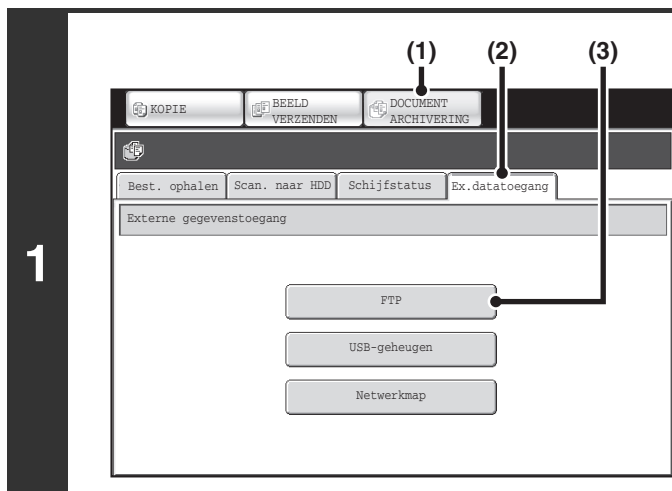 (1) (2) (3)
KOPIE
BEELD
VERZENDEN
DOCUMENT
ARCHIVERING
Best. ophalen Scan. naar HDD Schijfstatus Ex.datatoegang
Externe gegevenstoegang
1
FTP
USB-geheugen
Netwerkmap